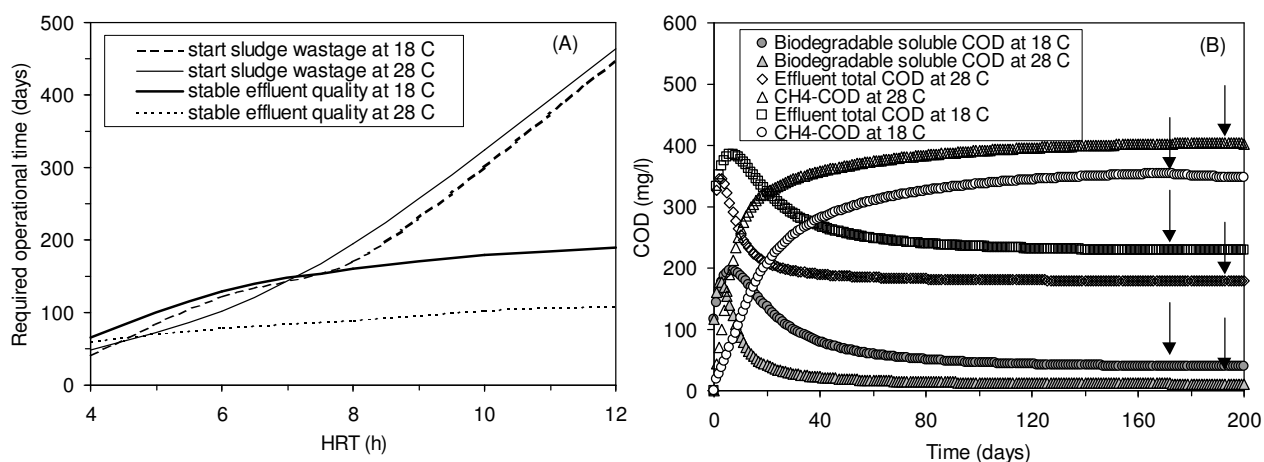 (A)
start sludge wastage at 18 C
start sludge wastage at 28 C
stable effluent quality at 18 C
stable effluent quality at 28 C
500
400
300
200
100
0
4
6
8
10
12
Required operational time (days)
HRT (h)
(B)
Biodegradable soluble COD at 18 C
Biodegradable soluble COD at 28 C
Effluent total COD at 28 C
CH4-COD at 28 C
Effluent total COD at 18 C
CH4-COD at 18 C
600
500
400
300
200
100
0
0
40
80
120
160
200
COD (mg/l)
Time (days)